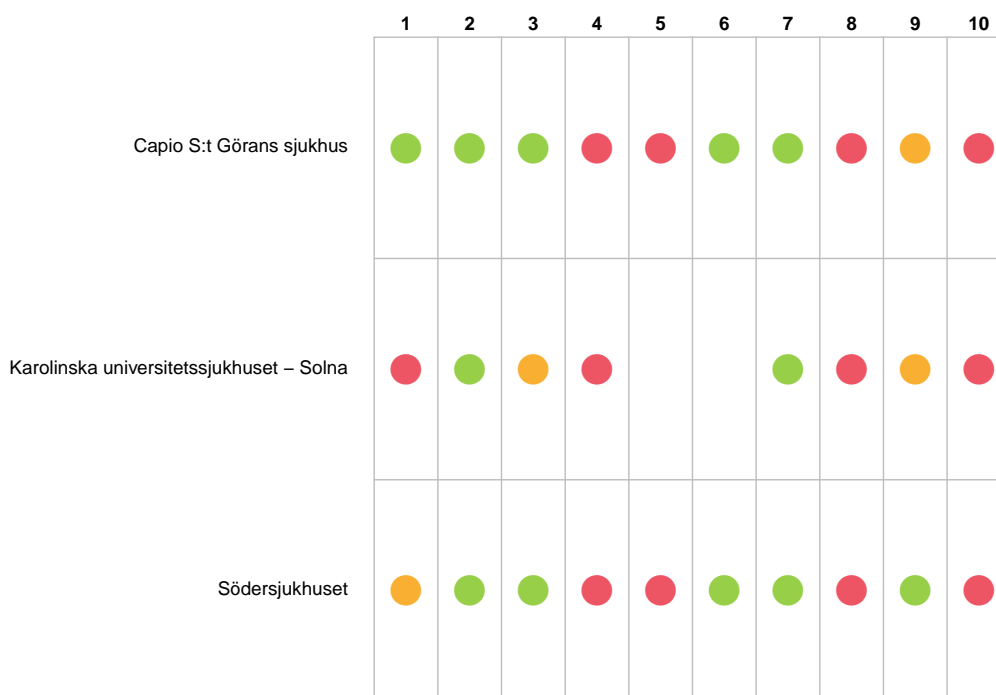 1 2 3 4 5 6 7 8 9 10
Capio S:t Görans sjukhus
Karolinska universitetssjukhuset – Solna
Södersjukhuset